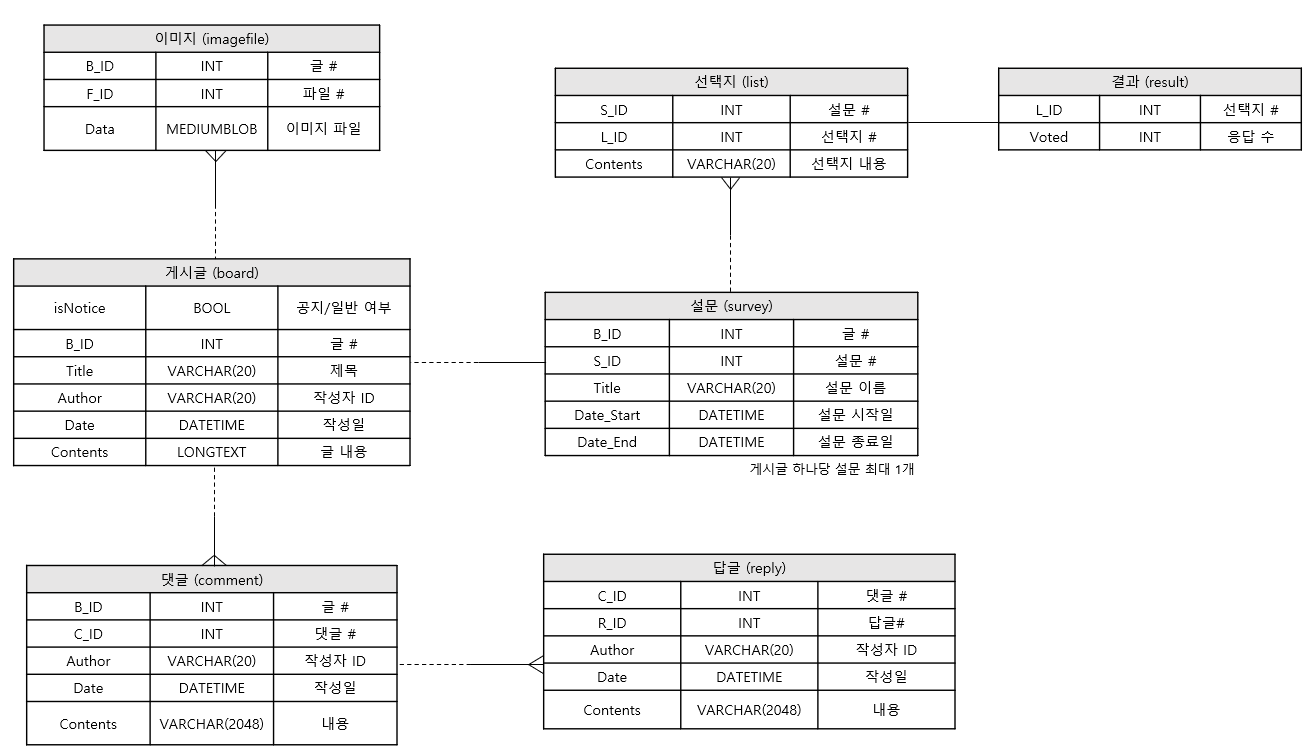 이미지 (imagefile)
B_ID INT 글 #
F_ID INT 파일 #
Data MEDIUMBLOB 이미지 파일
선택지 (list)
S_ID INT 설문 #
L_ID INT 선택지 #
Contents VARCHAR(20) 선택지 내용
결과 (result)
L_ID INT 선택지 #
Voted INT 응답 수
게시글 (board)
isNotice BOOL 공지/일반 여부
B_ID INT 글 #
Title VARCHAR(20) 제목
Author VARCHAR(20) 작성자 ID
Date DATETIME 작성일
Contents LONGTEXT 글 내용
설문 (survey)
B_ID INT 글 #
S_ID INT 설문 #
Title VARCHAR(20) 설문 이름
Date_Start DATETIME 설문 시작일
Date_End DATETIME 설문 종료일
게시글 하나당 설문 최대 1개
댓글 (comment)
B_ID INT 글 #
C_ID INT 댓글 #
Author VARCHAR(20) 작성자 ID
Date DATETIME 작성일
Contents VARCHAR(2048) 내용
답글 (reply)
C_ID INT 댓글 #
R_ID INT 답글#
Author VARCHAR(20) 작성자 ID
Date DATETIME 작성일
Contents VARCHAR(2048) 내용